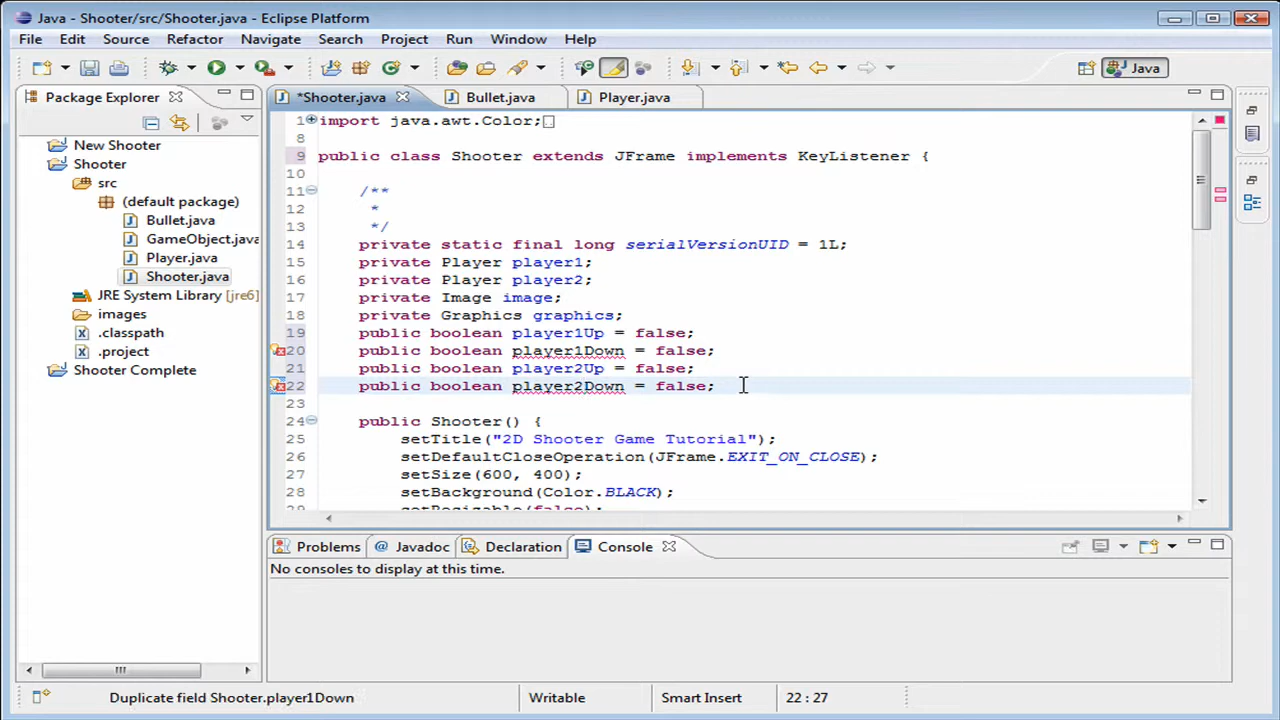 Java - Shooter/src/Shooter.java - Eclipse Platform
File Edit Source Refactor Navigate Search Project Run Window Help
Java
Package Explorer
*Shooter.java Bullet.java Player.java
New Shooter
Shooter
src
(default package)
Bullet.java
GameObject.java
Player.java
Shooter.java
JRE System Library [jre6]
images
.classpath
.project
Shooter Complete
1 import java.awt.Color;
8
9 public class Shooter extends JFrame implements KeyListener {
10
11 /**
12 *
13 */
14 private static final long serialVersionUID = 1L;
15 private Player player1;
16 private Player player2;
17 private Image image;
18 private Graphics graphics;
19 public boolean player1Up = false;
20 public boolean player1Down = false;
21 public boolean player2Up = false;
22 public boolean player2Down = false;
23
24 public Shooter() {
25 setTitle("2D Shooter Game Tutorial");
26 setDefaultCloseOperation(JFrame.EXIT_ON_CLOSE);
27 setSize(600, 400);
28 setBackground(Color.BLACK);
29 setResizable(false);
Problems Javadoc Declaration Console
No consoles to display at this time.
Duplicate field Shooter.player1Down Writable Smart Insert 22 : 27